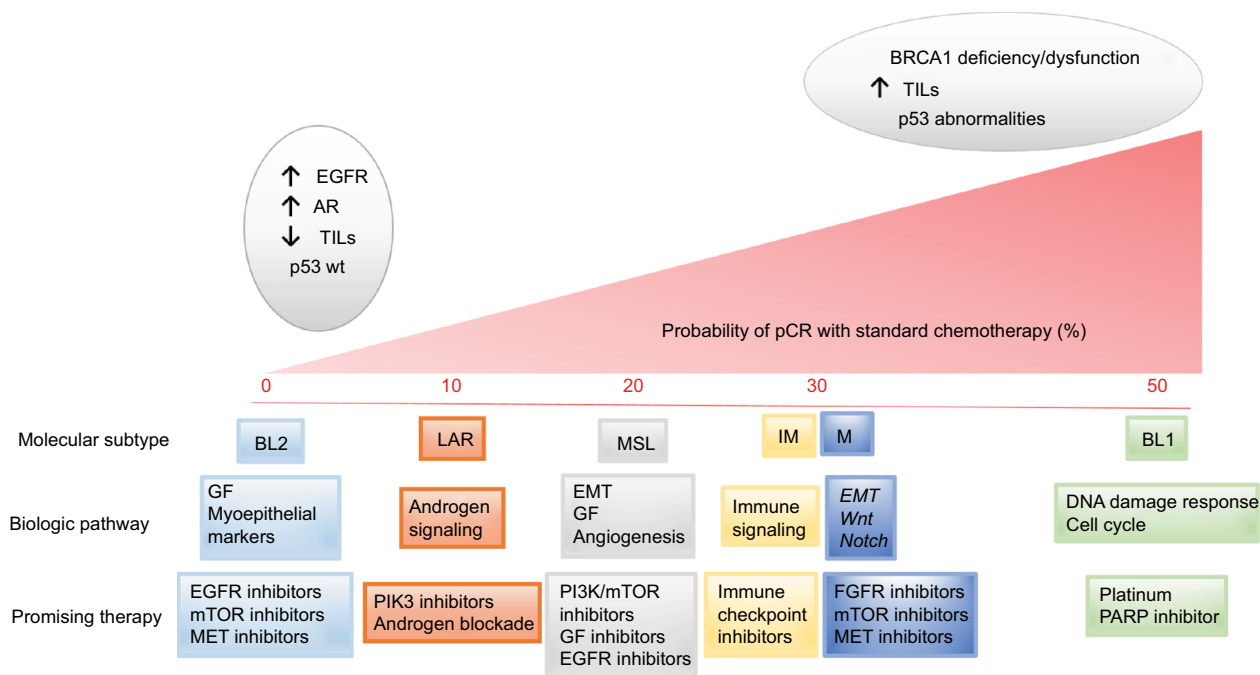 BRCA1 deficiency/dysfunction
↑ TILs
p53 abnormalities
↑ EGFR
↑ AR
↓ TILs
p53 wt
Probability of pCR with standard chemotherapy (%)
0 10 20 30 50
Molecular subtype
BL2
LAR
MSL
IM
M
BL1
Biologic pathway
GF
Myoepithelial
markers
Androgen
signaling
EMT
GF
Angiogenesis
Immune
signaling
EMT
Wnt
Notch
DNA damage response
Cell cycle
Promising therapy
EGFR inhibitors
mTOR inhibitors
MET inhibitors
PIK3 inhibitors
Androgen blockade
PI3K/mTOR
inhibitors
GF inhibitors
EGFR inhibitors
Immune
checkpoint
inhibitors
FGFR inhibitors
mTOR inhibitors
MET inhibitors
Platinum
PARP inhibitor